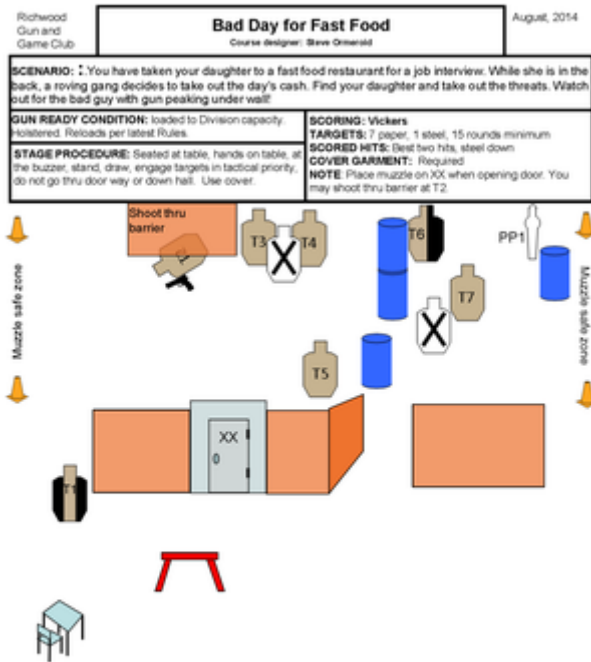 Richwood
Gun and
Game Club
Bad Day for Fast Food
Course designer: Steve Ormeroid
August, 2014
SCENARIO: :.You have taken your daughter to a fast food restaurant for a job interview. While she is in the
back, a roving gang decides to take out the day's cash. Find your daughter and take out the threats. Watch
out for the bad guy with gun peaking under wall!
GUN READY CONDITION: loaded to Division capacity.
Holstered. Reloads per latest Rules.
STAGE PROCEDURE: Seated at table, hands on table, at
the buzzer, stand, draw, engage targets in tactical priority,
do not go thru door way or down hall. Use cover.
SCORING: Vickers
TARGETS: 7 paper, 1 steel, 15 rounds minimum
SCORED HITS: Best two hits, steel down
COVER GARMENT: Required
NOTE: Place muzzle on XX when opening door. You
may shoot thru barrier at T2.
Shoot thru
barrier
T3
T4
X
T6
PP1
T7
X
T5
Muzzle safe zone
Muzzle safe zone
XX
T1